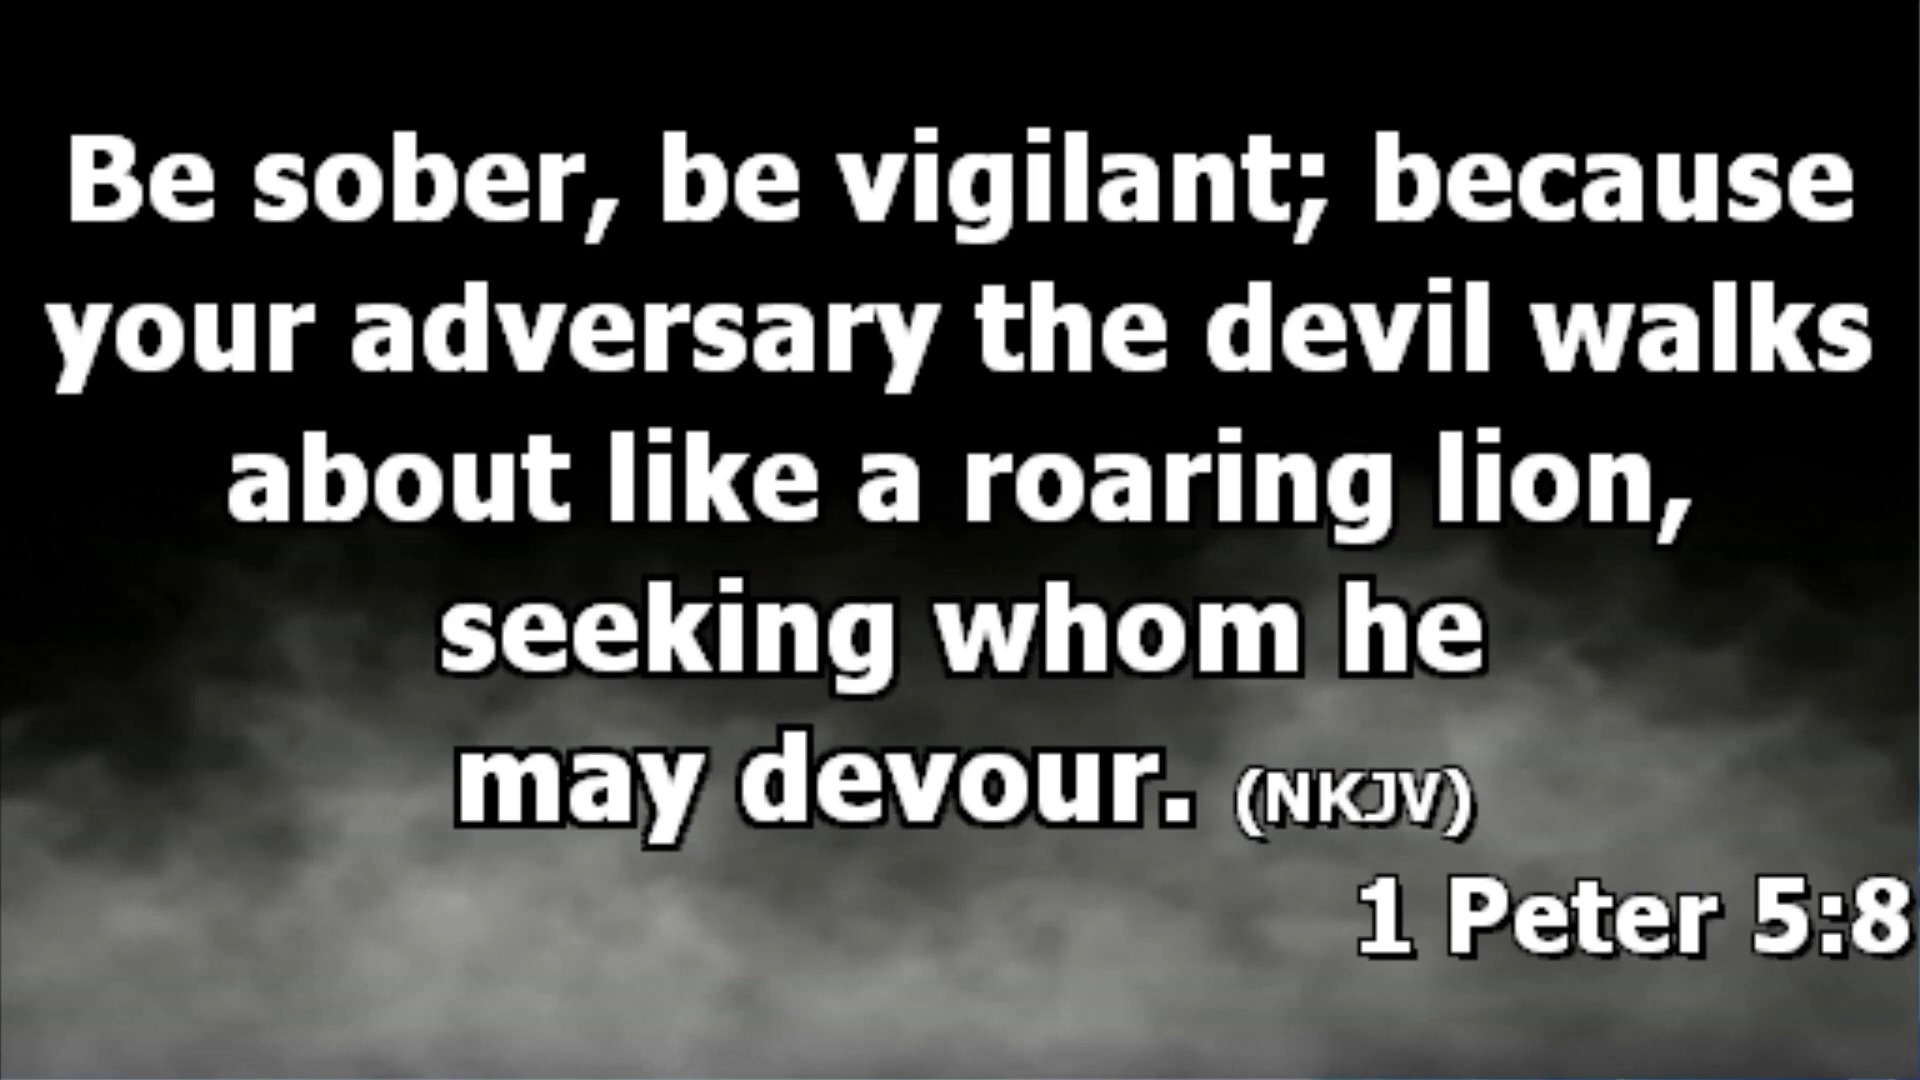 Be sober, be vigilant; because
your adversary the devil walks
about like a roaring lion,
seeking whom he
may devour. (NKJV)
1 Peter 5:8